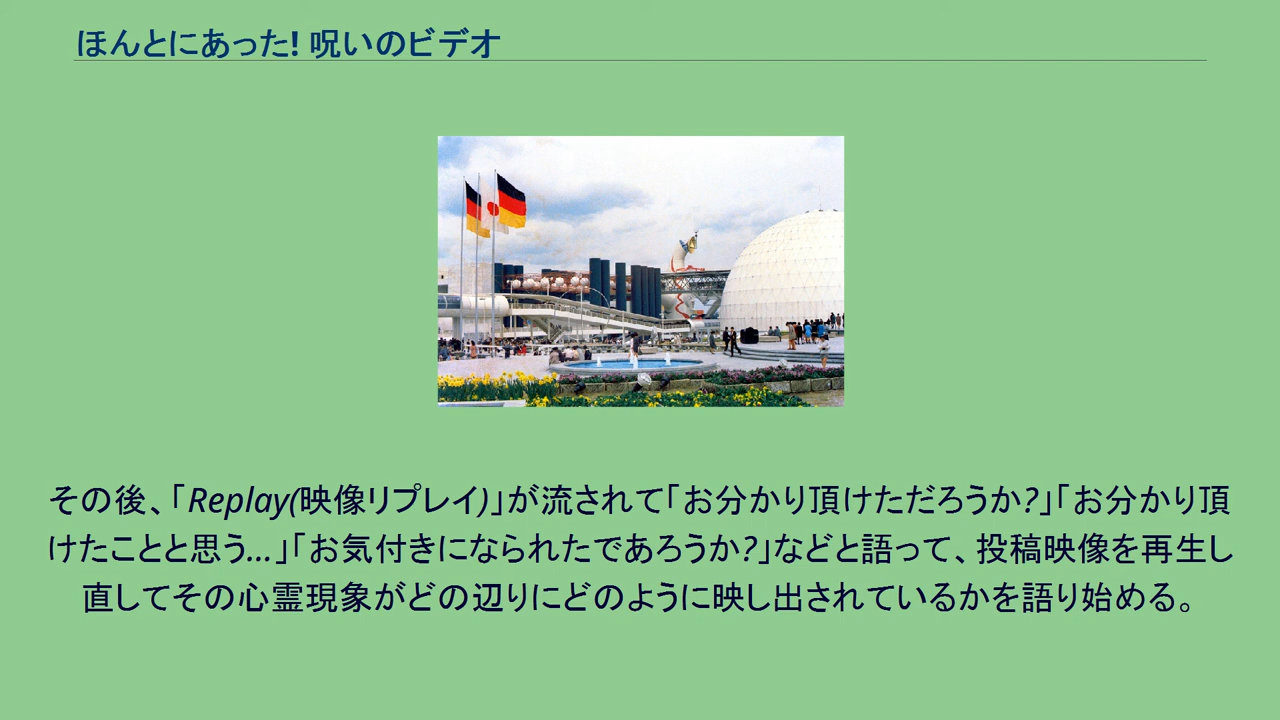 ほんとにあった! 呪いのビデオ
その後、「Replay(映像リプレイ)」が流されて「お分かり頂けただろうか?」「お分かり頂
けたことと思う...」「お気付きになられたであろうか?」などと語って、投稿映像を再生し
直してその心霊現象がどの辺りにどのように映し出されているかを語り始める。